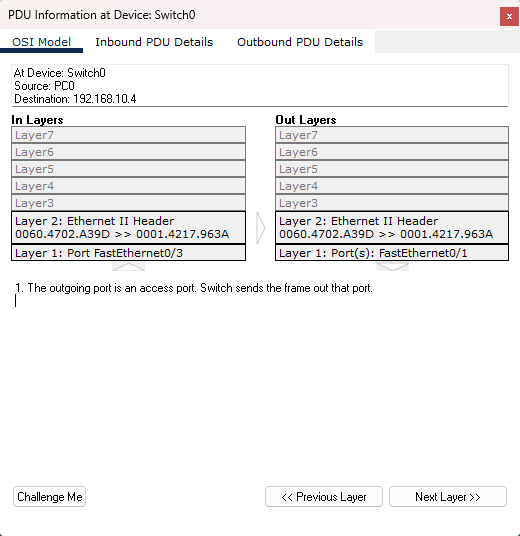 PDU Information at Device: Switch0
x
OSI Model Inbound PDU Details Outbound PDU Details
At Device: Switch0
Source: PC0
Destination: 192.168.10.4
In Layers
Layer7
Layer6
Layer5
Layer4
Layer3
Layer 2: Ethernet II Header
0060.4702.A39D >> 0001.4217.963A
Layer 1: Port FastEthernet0/3
Out Layers
Layer7
Layer6
Layer5
Layer4
Layer3
Layer 2: Ethernet II Header
0060.4702.A39D >> 0001.4217.963A
Layer 1: Port(s): FastEthernet0/1
1. The outgoing port is an access port. Switch sends the frame out that port.
Challenge Me << Previous Layer Next Layer >>